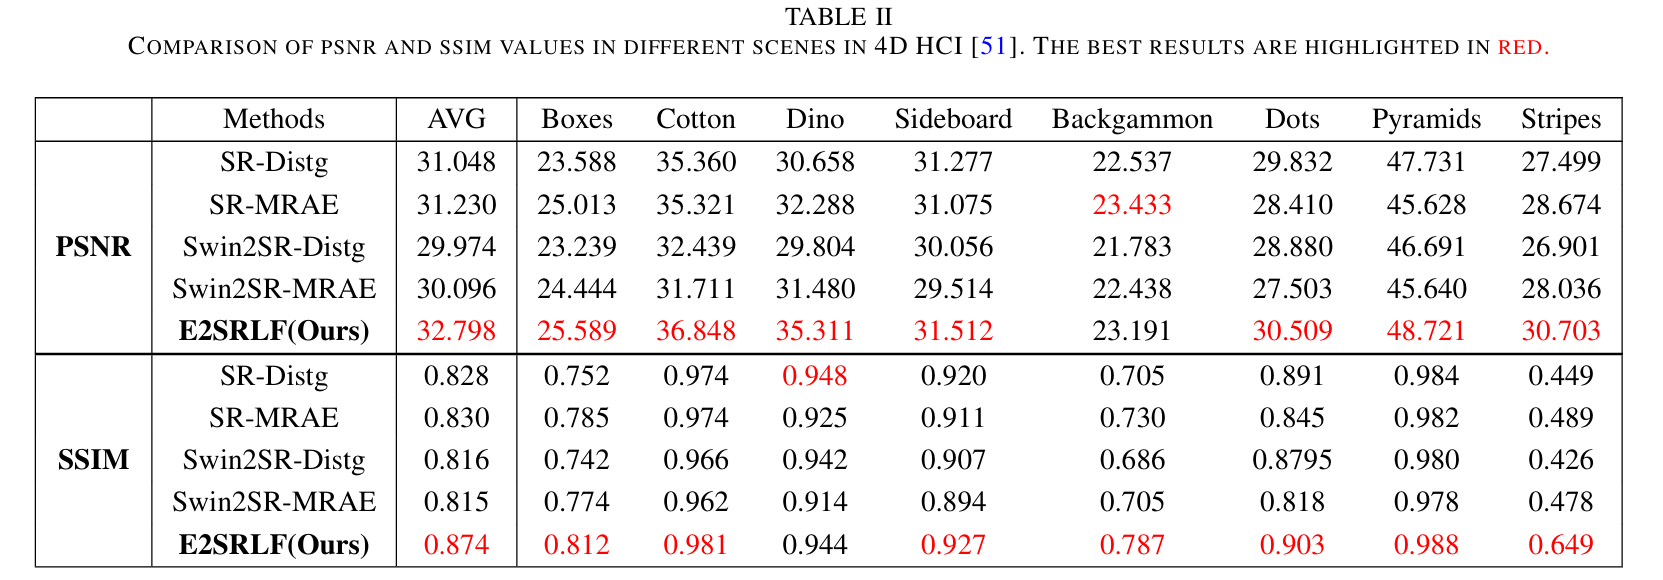 TABLE II
COMPARISON OF PSNR AND SSIM VALUES IN DIFFERENT SCENES IN 4D HCI [51]. THE BEST RESULTS ARE HIGHLIGHTED IN RED.
Methods AVG Boxes Cotton Dino Sideboard Backgammon Dots Pyramids Stripes
SR-Distg 31.048 23.588 35.360 30.658 31.277 22.537 29.832 47.731 27.499
SR-MRAE 31.230 25.013 35.321 32.288 31.075 23.433 28.410 45.628 28.674
PSNR Swin2SR-Distg 29.974 23.239 32.439 29.804 30.056 21.783 28.880 46.691 26.901
Swin2SR-MRAE 30.096 24.444 31.711 31.480 29.514 22.438 27.503 45.640 28.036
E2SRLF(Ours) 32.798 25.589 36.848 35.311 31.512 23.191 30.509 48.721 30.703
SR-Distg 0.828 0.752 0.974 0.948 0.920 0.705 0.891 0.984 0.449
SR-MRAE 0.830 0.785 0.974 0.925 0.911 0.730 0.845 0.982 0.489
SSIM Swin2SR-Distg 0.816 0.742 0.966 0.942 0.907 0.686 0.8795 0.980 0.426
Swin2SR-MRAE 0.815 0.774 0.962 0.914 0.894 0.705 0.818 0.978 0.478
E2SRLF(Ours) 0.874 0.812 0.981 0.944 0.927 0.787 0.903 0.988 0.649